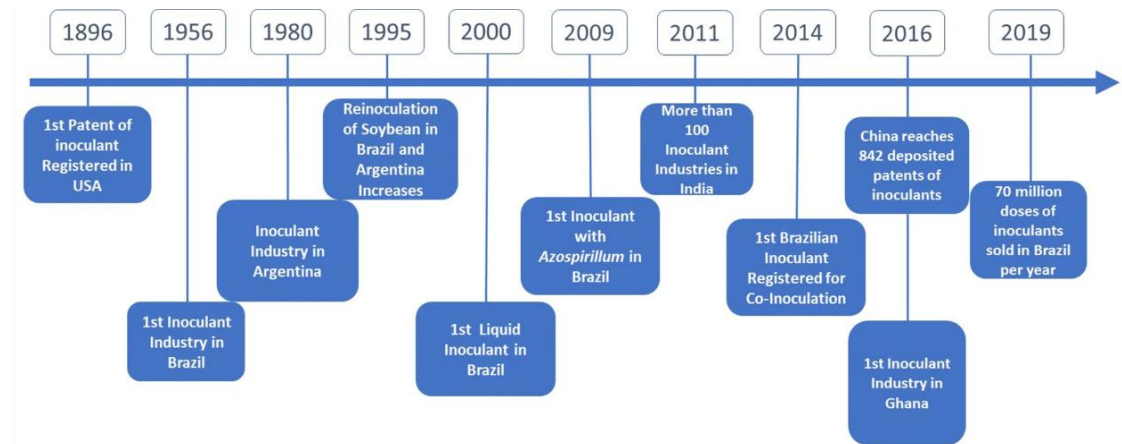 1896
1956
1980
1995
2000
2009
2011
2014
2016
2019
1st Patent of
inoculant
Registered in
USA
1st Inoculant
Industry in
Brazil
Inoculant
Industry in
Argentina
Reinoculation
of Soybean in
Brazil and
Argentina
Increases
1st Liquid
Inoculant in
Brazil
1st Inoculant
with
Azospirillum in
Brazil
More than
100
Inoculant
Industries in
India
1st Brazilian
Inoculant
Registered for
Co-Inoculation
China reaches
842 deposited
patents of
inoculants
1st Inoculant
Industry in
Ghana
70 million
doses of
inoculants
sold in Brazil
per year